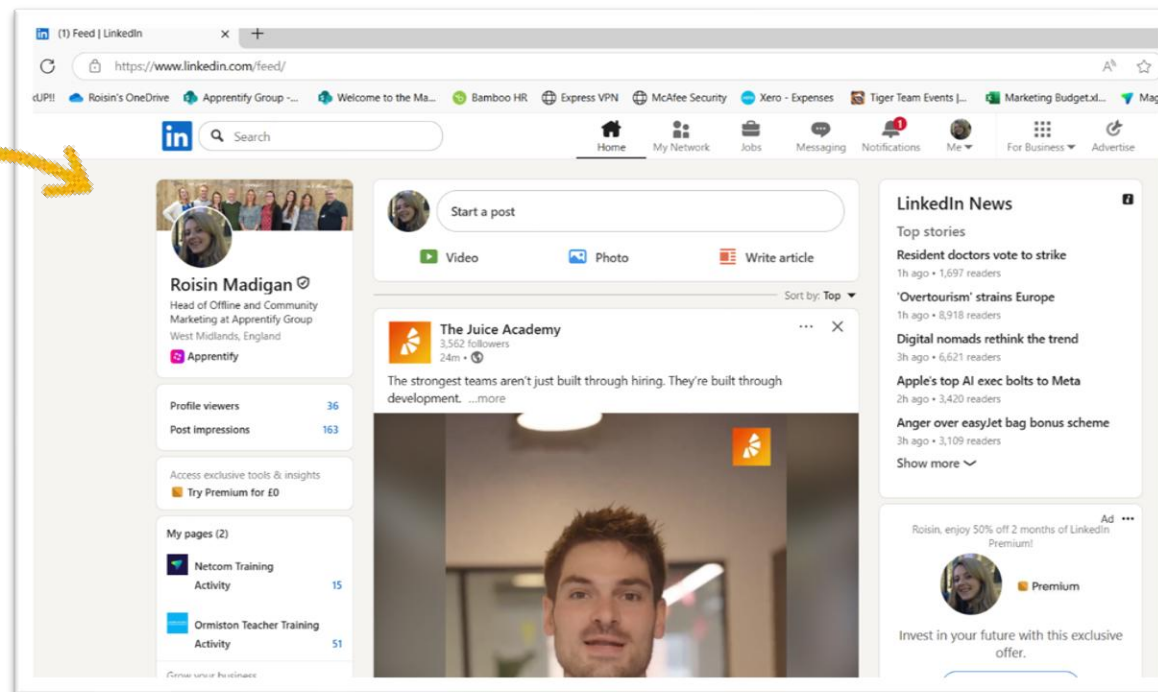 in (1) Feed | LinkedIn
https://www.linkedin.com/feed/
Roisin's OneDrive Apprentify Group -... Welcome to the Ma... Bamboo HR Express VPN McAfee Security Xero - Expenses Tiger Team Events |... Marketing Budget.xl... Mag
in Search
Home My Network Jobs Messaging Notifications 1 Me For Business Advertise
Roisin Madigan
Head of Offline and Community
Marketing at Apprentify Group
West Midlands, England
Apprentify
Profile viewers 36
Post impressions 163
Access exclusive tools & insights
Try Premium for £0
My pages (2)
Netcom Training
Activity 15
Ormiston Teacher Training
Activity 51
Grow your business
Start a post
Video Photo Write article
Sort by: Top
The Juice Academy
3,562 followers
24m •
The strongest teams aren't just built through hiring. They're built through
development. ...more
LinkedIn News
Top stories
Resident doctors vote to strike
1h ago • 1,697 readers
'Overtourism' strains Europe
1h ago • 8,918 readers
Digital nomads rethink the trend
3h ago • 6,621 readers
Apple's top AI exec bolts to Meta
2h ago • 3,420 readers
Anger over easyJet bag bonus scheme
3h ago • 3,109 readers
Show more
Ad
Roisin, enjoy 50% off 2 months of LinkedIn
Premium!
Premium
Invest in your future with this exclusive
offer.